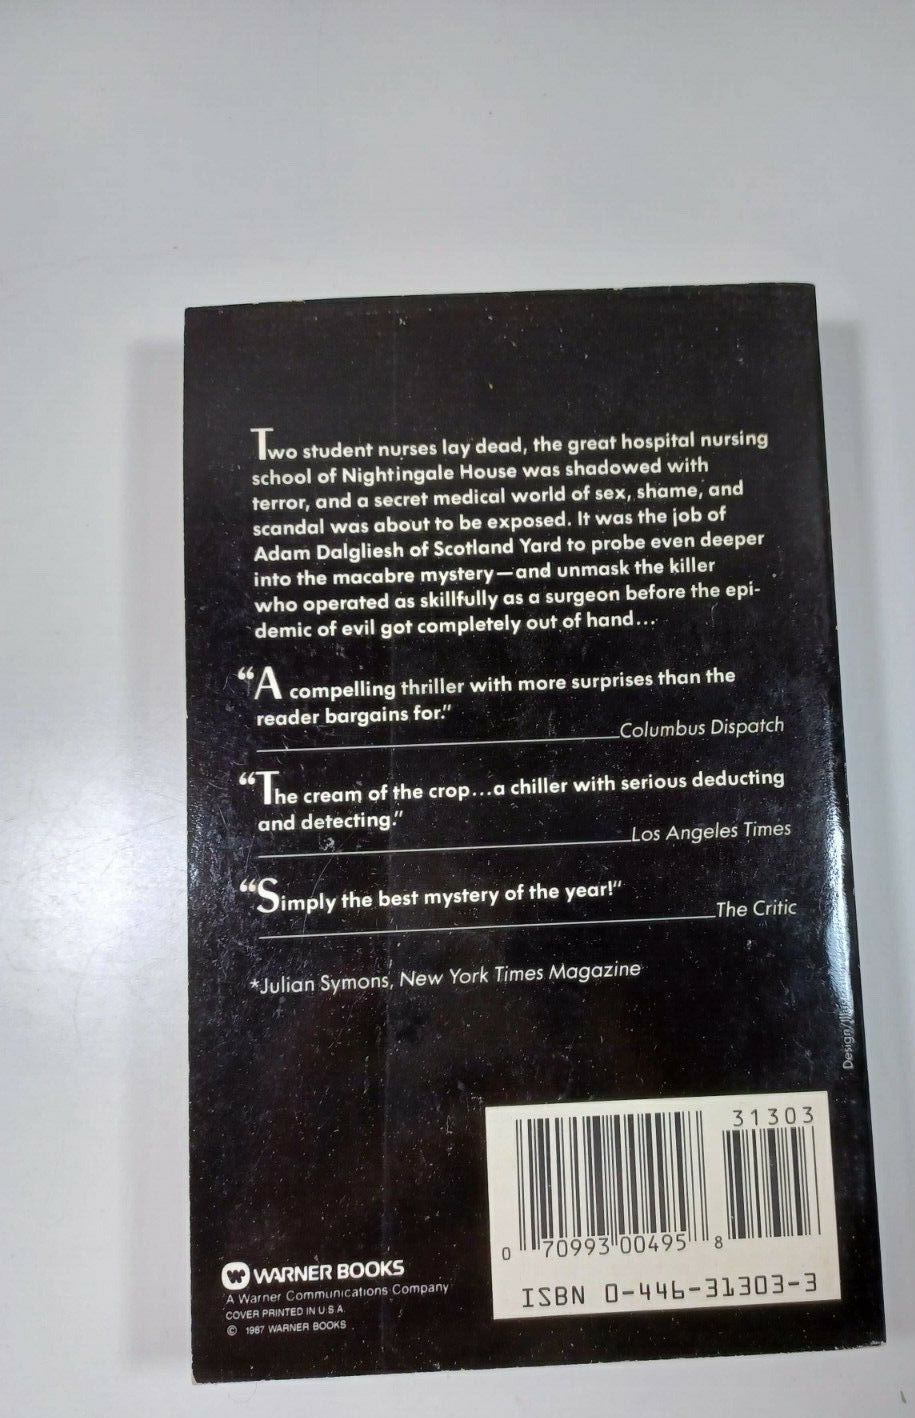 Two student nurses lay dead, the great hospital nursing
school of Nightingale House was shadowed with
terror, and a secret medical world of sex, shame, and
scandal was about to be exposed. It was the job of
Adam Dalgliesh of Scotland Yard to probe even deeper
into the macabre mystery—and unmask the killer
who operated as skillfully as a surgeon before the epi-
demic of evil got completely out of hand...
“A compelling thriller with more surprises than the
reader bargains for.”
Columbus Dispatch
“The cream of the crop...a chiller with serious deducting
and detecting.”
Los Angeles Times
“Simply the best mystery of the year!“
The Critic
*Julian Symons, New York Times Magazine
Design/
31303
0 70993 00495 8
ISBN 0-446-31303-3
WARNER BOOKS
A Warner Communications Company
COVER PRINTED IN U.S.A.
© 1987 WARNER BOOKS